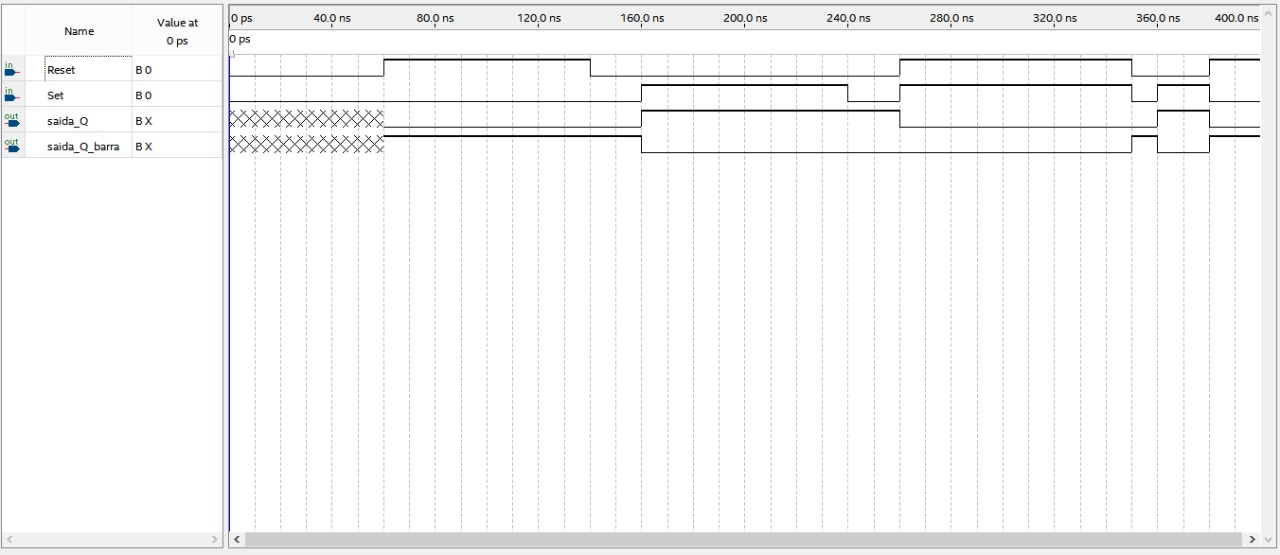 Name
Value at
0 ps
0 ps 40.0 ns 80.0 ns 120.0 ns 160.0 ns 200.0 ns 240.0 ns 280.0 ns 320.0 ns 360.0 ns 400.0 ns
0 ps
in Reset B 0
in Set B 0
out saida_Q B X
out saida_Q_barra B X